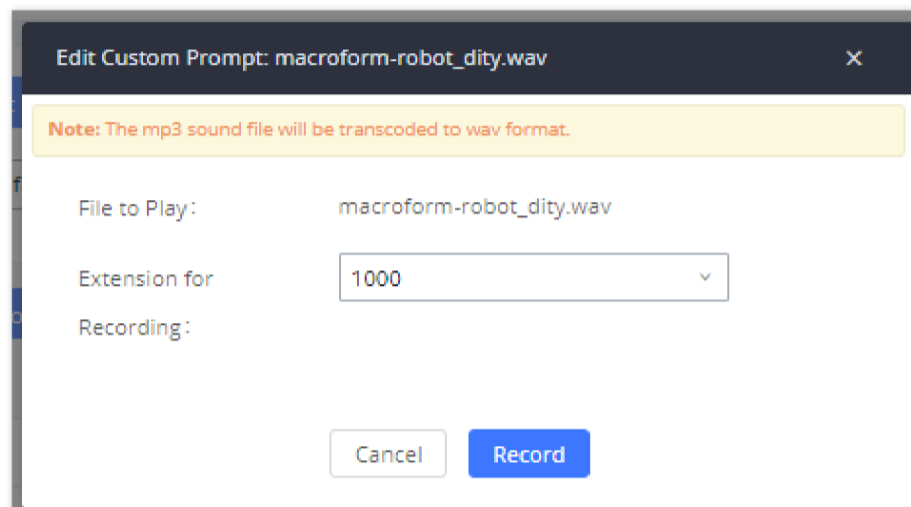 Edit Custom Prompt: macroform-robot_dity.wav ×
Note: The mp3 sound file will be transcoded to wav format.
File to Play: macroform-robot_dity.wav
Extension for 1000
Recording:
Cancel Record